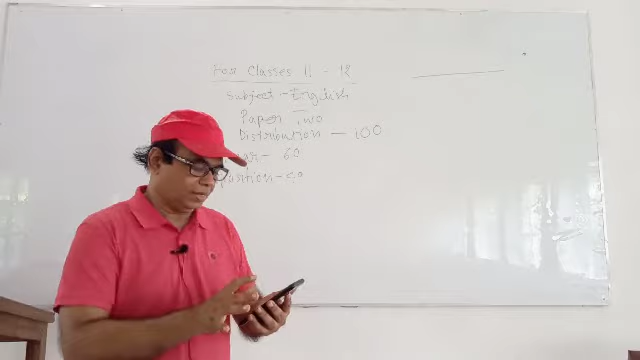 For Classes 11 - 12
Subject - English
Paper Two
Distribution - 100
- 60
- 40